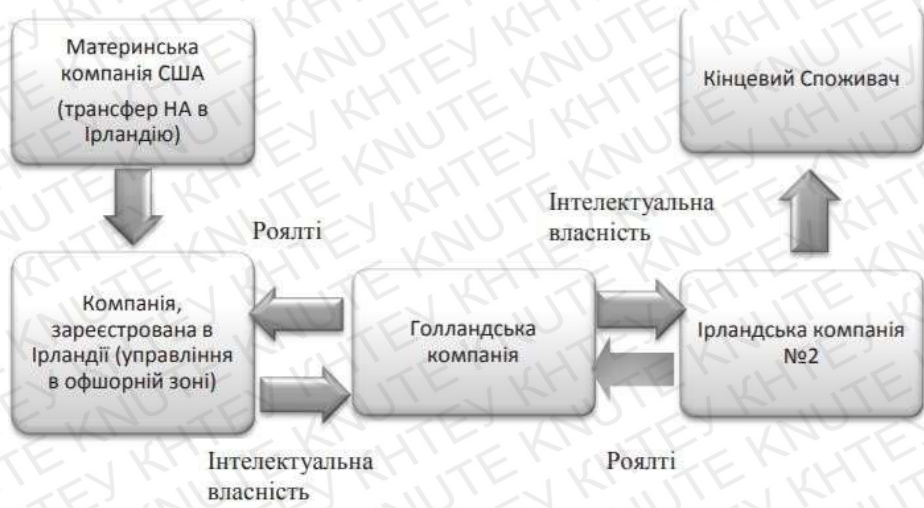 Материнська
компанія США
(трансфер НА в
Ірландію)
Кінцевий Споживач
Роялті
Інтелектуальна
власність
Компанія,
зареєстрована в
Ірландії (управління
в офшорній зоні)
Голландська
компанія
Ірландська компанія
№2
Інтелектуальна
власність
Роялті